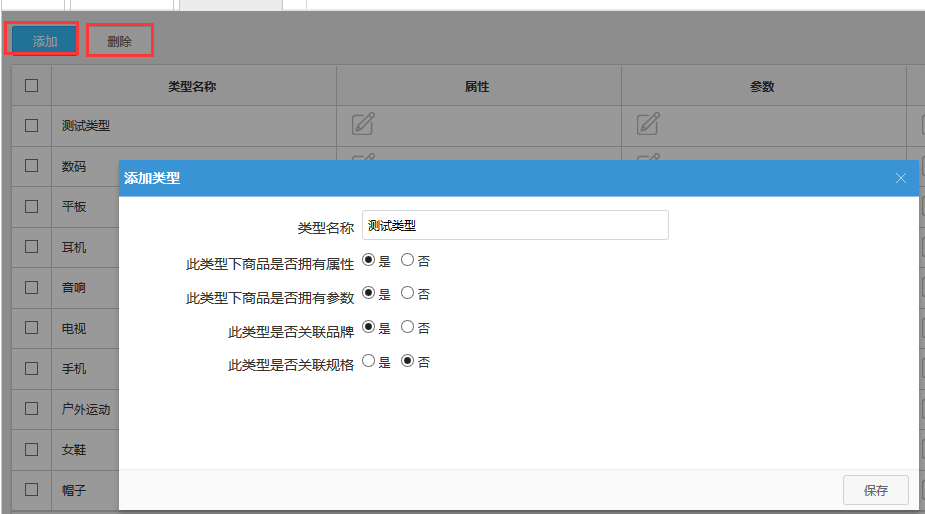 添加 删除
类型名称 属性 参数
测试类型
数码
平板
耳机
音响
电视
手机
户外运动
女鞋
帽子
添加类型
类型名称 测试类型
此类型下商品是否拥有属性 是 否
此类型下商品是否拥有参数 是 否
此类型是否关联品牌 是 否
此类型是否关联规格 是 否
保存